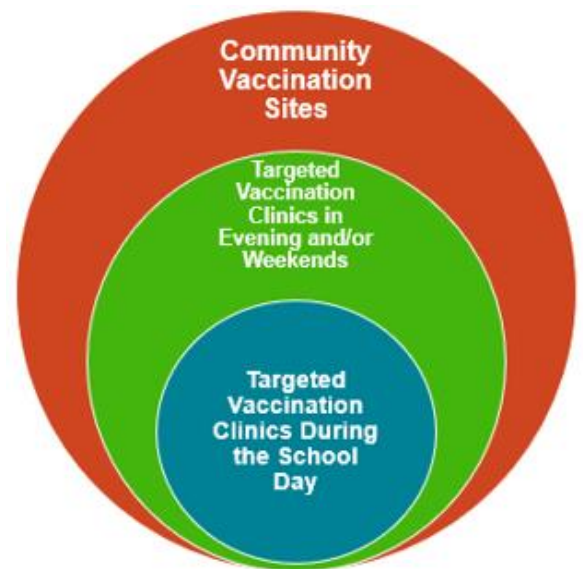 Community
Vaccination
Sites
Targeted
Vaccination
Clinics in
Evening and/or
Weekends
Targeted
Vaccination
Clinics During
the School
Day